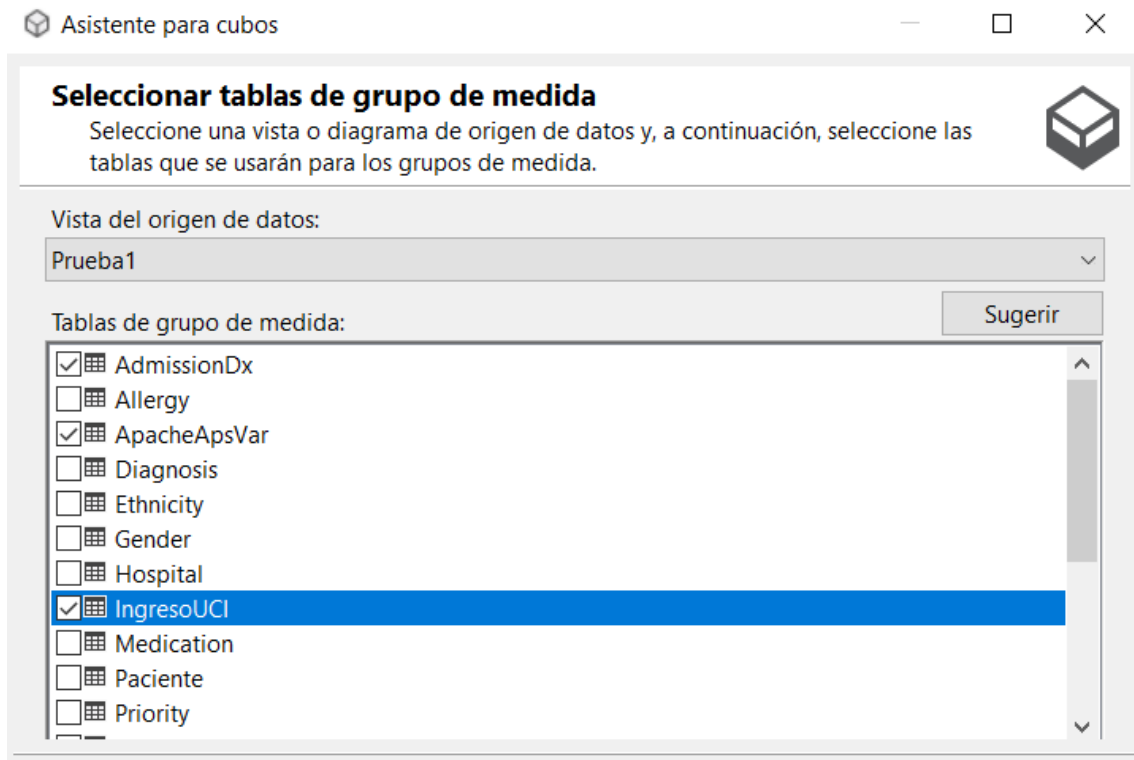 Asistente para cubos
Seleccionar tablas de grupo de medida
Seleccione una vista o diagrama de origen de datos y, a continuación, seleccione las
tablas que se usarán para los grupos de medida.
Vista del origen de datos:
Prueba1
Sugerir
Tablas de grupo de medida:
AdmissionDx
Allergy
ApacheApsVar
Diagnosis
Ethnicity
Gender
Hospital
IngresoUCI
Medication
Paciente
Priority